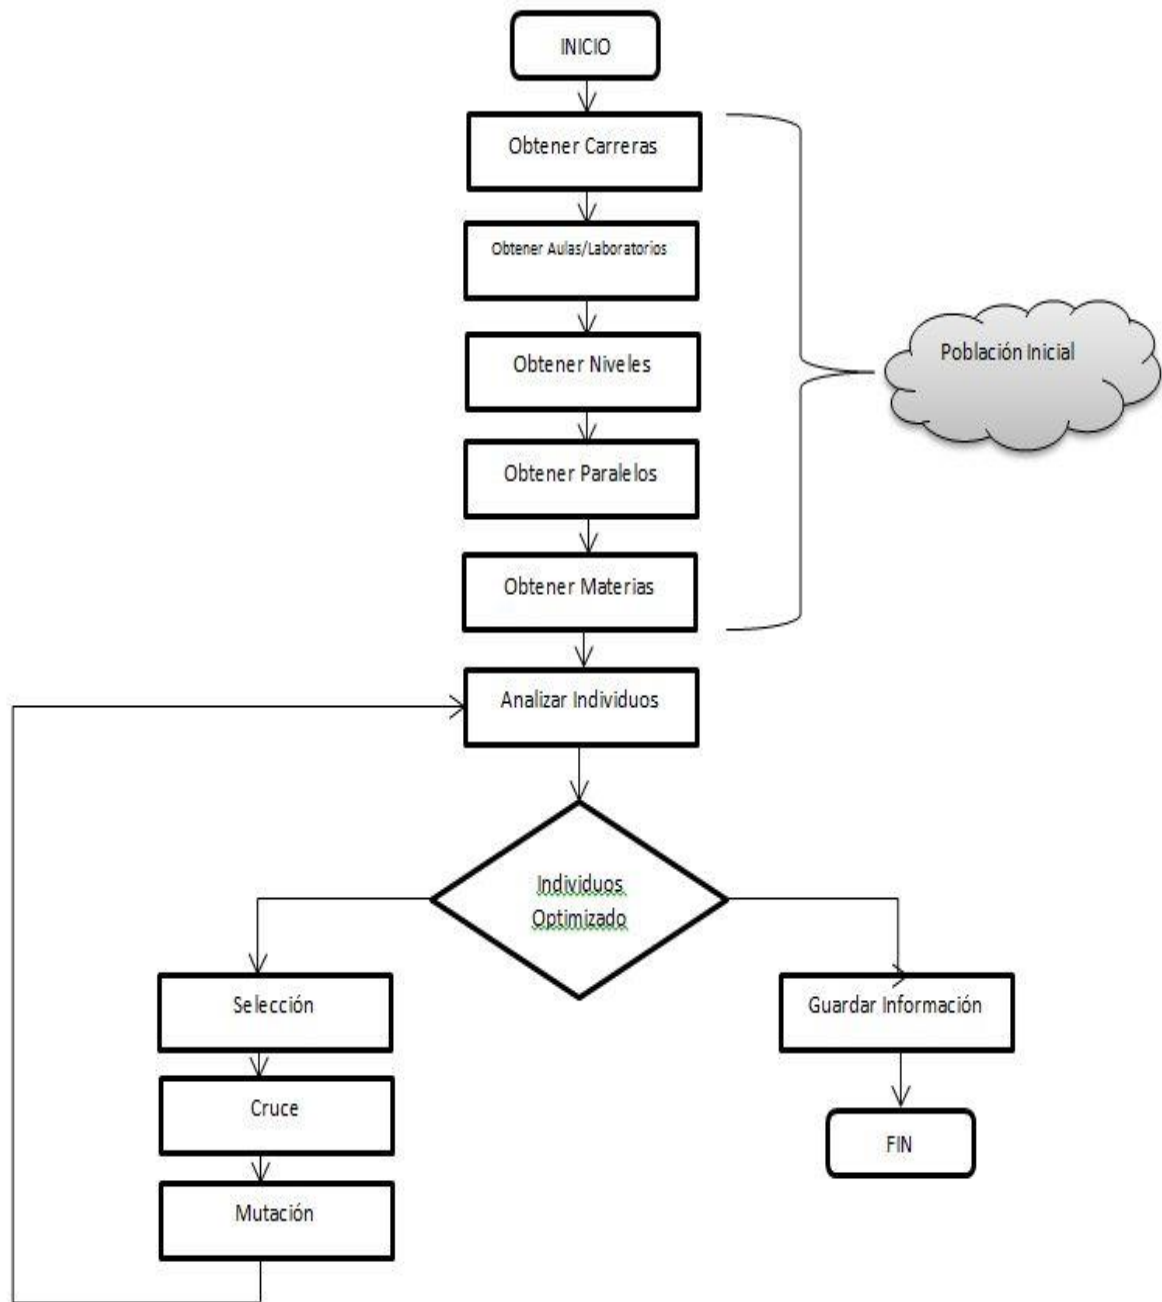 INICIO
Obtener Carreras
Obtener Aulas/Laboratorios
Obtener Niveles
Población Inicial
Obtener Paralelos
Obtener Materias
Analizar Individuos
Individuos
Optimizado
Selección
Guardar Información
Cruce
FIN
Mutación